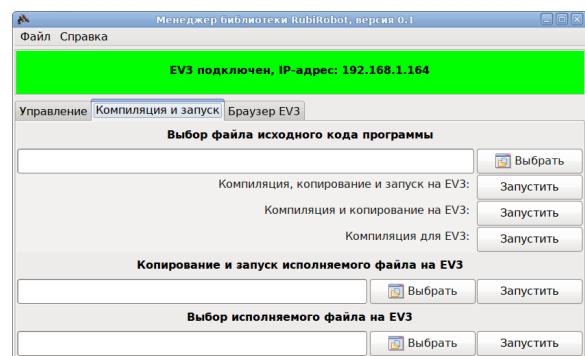 Менеджер библиотеки RubiRobot, версия 0.1
Файл Справка
EV3 подключен, IP-адрес: 192.168.1.164
Управление Компиляция и запуск Браузер EV3
Выбор файла исходного кода программы
Выбрать
Компиляция, копирование и запуск на EV3: Запустить
Компиляция и копирование на EV3: Запустить
Компиляция для EV3: Запустить
Копирование и запуск исполняемого файла на EV3
Выбрать Запустить
Выбор исполняемого файла на EV3
Выбрать Запустить